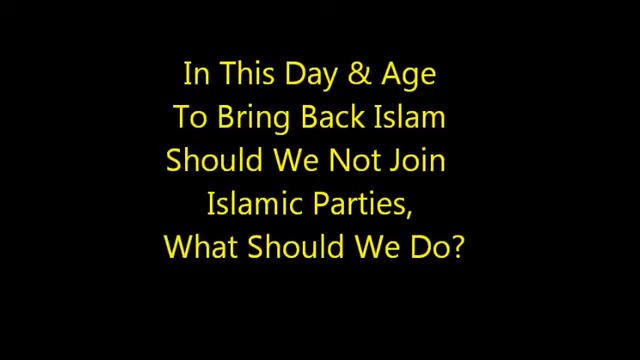 In This Day & Age
To Bring Back Islam
Should We Not Join
Islamic Parties,
What Should We Do?